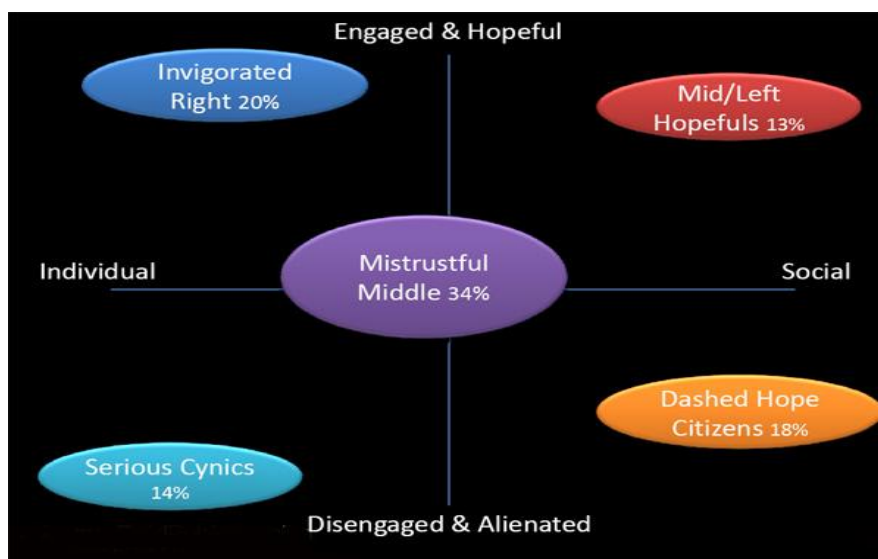 Engaged & Hopeful
Invigorated
Right 20%
Mid/Left
Hopefuls 13%
Individual
Mistrustful
Middle 34%
Social
Dashed Hope
Citizens 18%
Serious Cynics
14%
Disengaged & Alienated